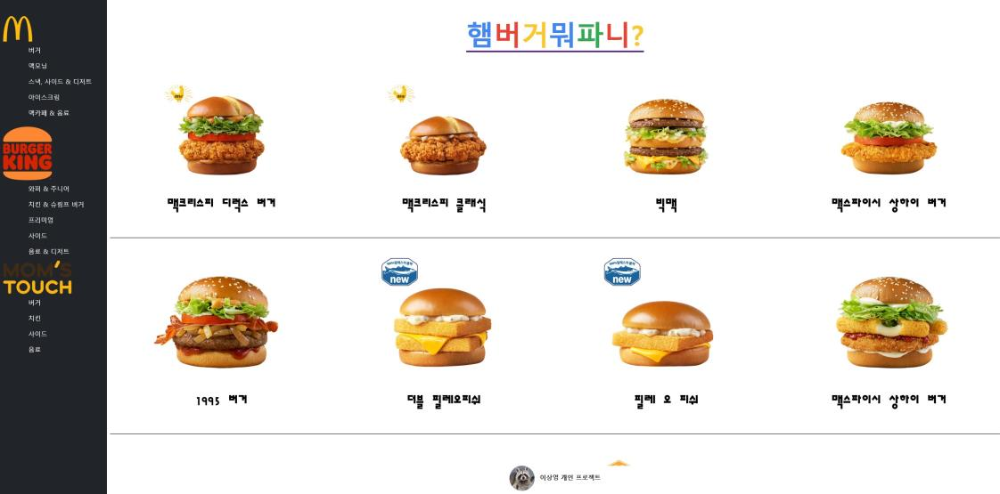 햄버거뭐파니?
버거
맥모닝
스낵, 사이드 & 디저트
아이스크림
맥카페 & 음료
BURGER
KING
와퍼 & 주니어
치킨 & 슈림프 버거
프리미엄
사이드
음료 & 디저트
MOM'S
TOUCH
버거
치킨
사이드
음료
맥크리스피 디럭스 버거
맥크리스피 클래식
빅맥
맥스파이시 상하이 버거
new
new
1995 버거
더블 필레오피쉬
필레 오 피쉬
맥스파이시 상하이 버거
이상영 개인 프로젝트